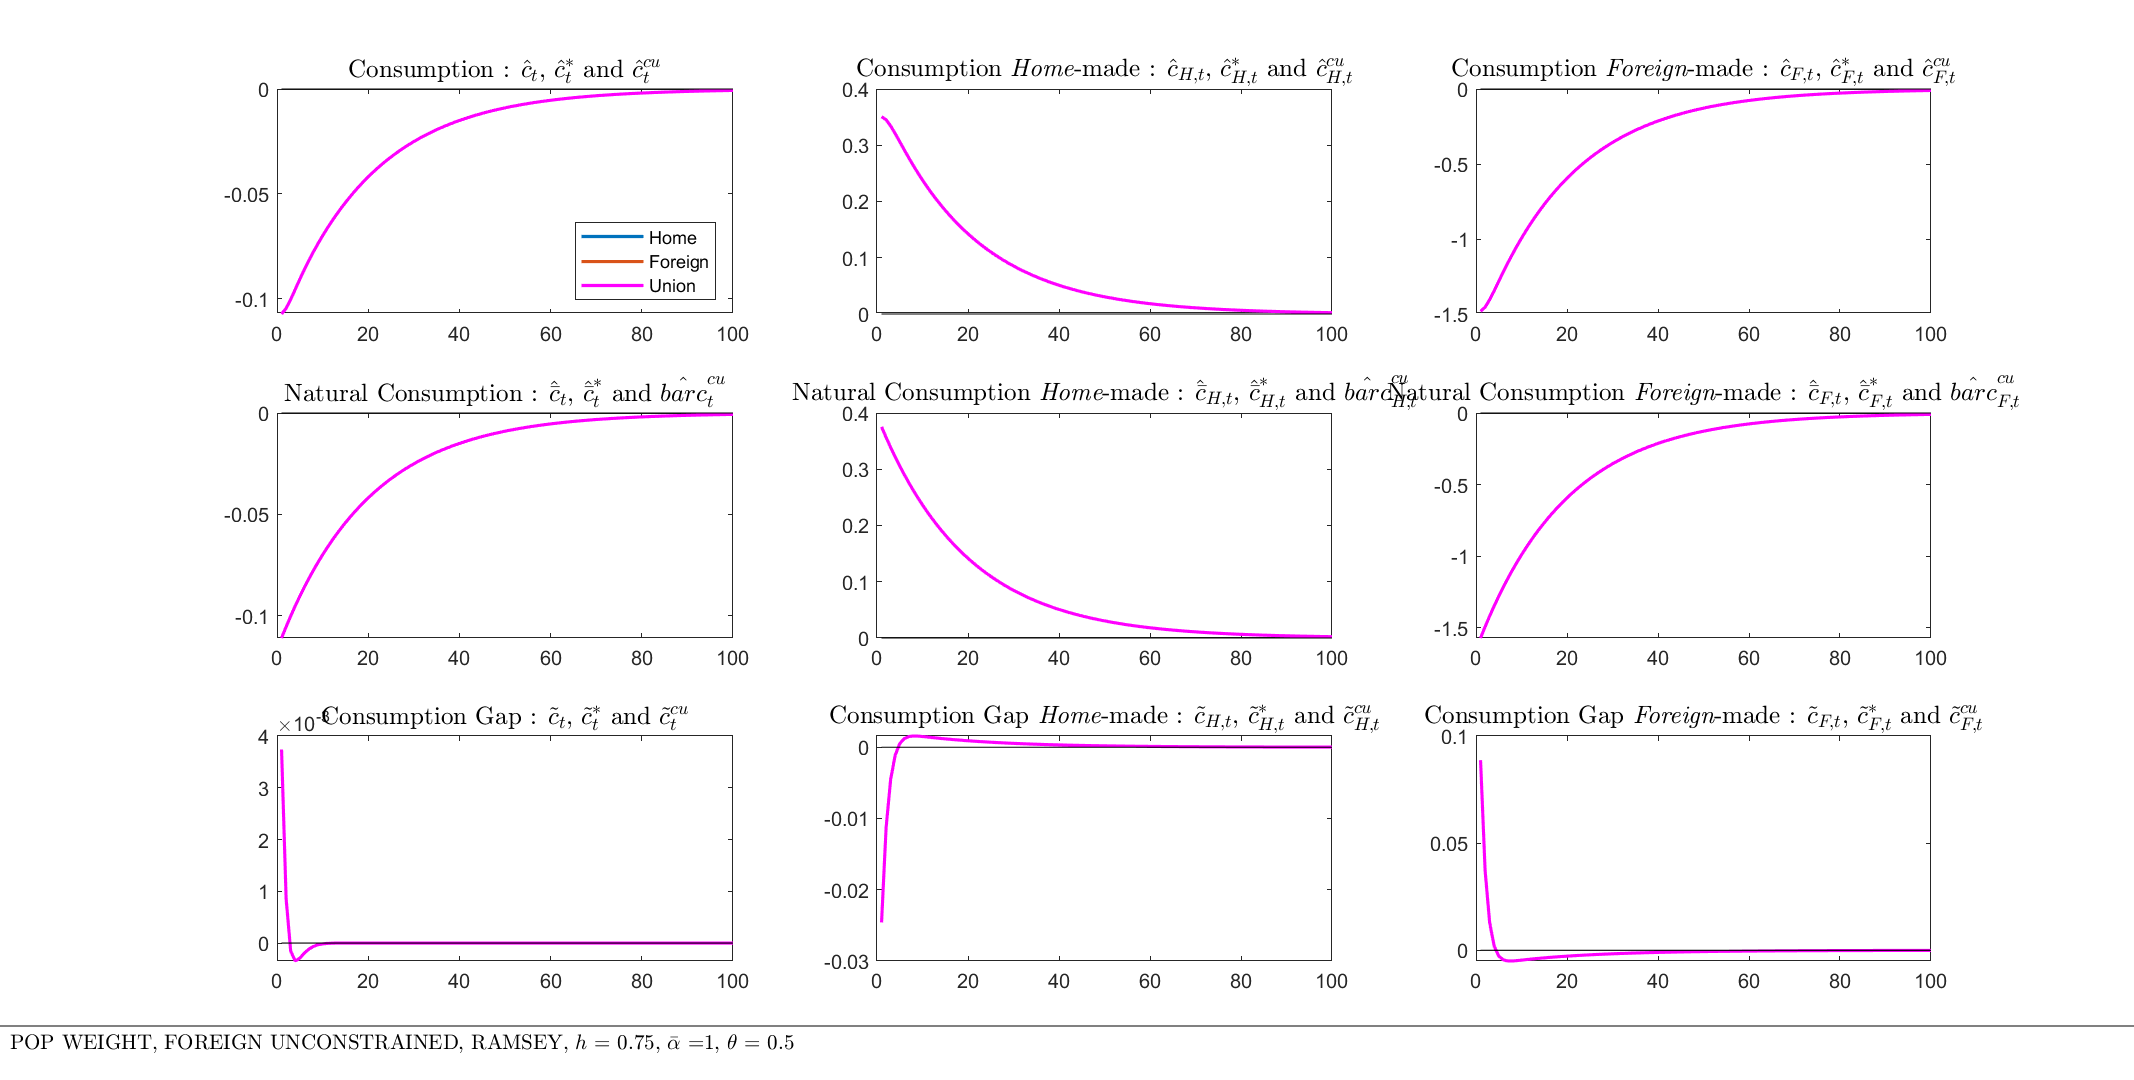 Consumption : ĉ_t, ĉ*_t and ĉ^cu_t
Consumption Home-made : ĉ_H,t, ĉ*_H,t and ĉ^cu_H,t
Consumption Foreign-made : ĉ_F,t, ĉ*_F,t and ĉ^cu_F,t
0
-0.05
-0.1
0 20 40 60 80 100
Home
Foreign
Union
0.4
0.3
0.2
0.1
0
0 20 40 60 80 100
0
-0.5
-1
-1.5
0 20 40 60 80 100
Natural Consumption : c̄̂_t, c̄̂*_t and barĉ^cu_t
Natural Consumption Home-made : c̄̂_H,t, c̄̂*_H,t and barĉ^cu_H,t
Natural Consumption Foreign-made : c̄̂_F,t, c̄̂*_F,t and barĉ^cu_F,t
0
-0.05
-0.1
0 20 40 60 80 100
0.4
0.3
0.2
0.1
0
0 20 40 60 80 100
0
-0.5
-1
-1.5
0 20 40 60 80 100
Consumption Gap : c̃_t, c̃*_t and c̃^cu_t
Consumption Gap Home-made : c̃_H,t, c̃*_H,t and c̃^cu_H,t
Consumption Gap Foreign-made : c̃_F,t, c̃*_F,t and c̃^cu_F,t
4
3
2
1
0
0 20 40 60 80 100
0
-0.01
-0.02
-0.03
0 20 40 60 80 100
0.1
0.05
0
0 20 40 60 80 100
POP WEIGHT, FOREIGN UNCONSTRAINED, RAMSEY, h = 0.75, ᾱ =1, θ = 0.5